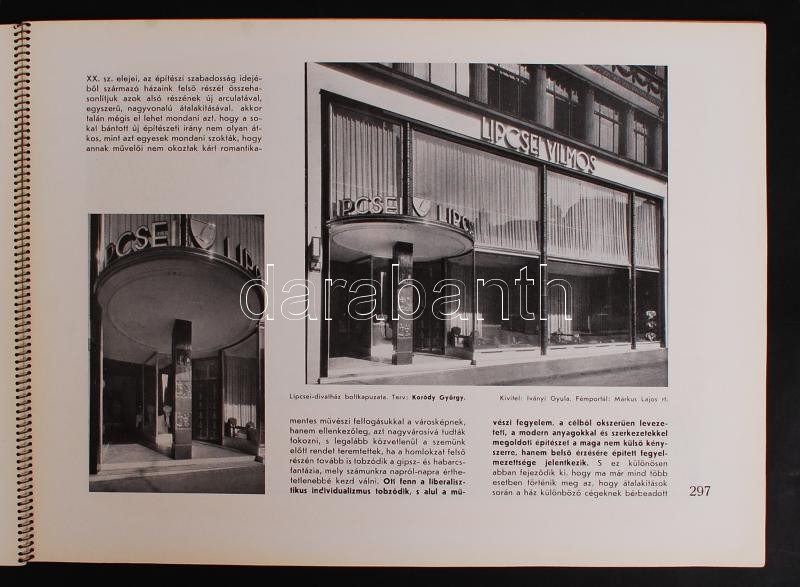 XX. sz. elejei, az építészi szabadosság idejé-
ből származó házaink felső részét összeha-
sonlítjuk azok alsó részének új arculatával,
egyszerű, nagyvonalú átalakításával, akkor
talán mégis el lehet mondani azt, hogy a so-
kal bántott új építészeti irány nem olyan át-
kos, mint azt egyesek mondani szokták, hogy
annak művelői nem okoztak kárt romantika-
LIPCSEI VILMOS
LIPCSEI LIPCSEI
PCSEI LIPC
darabanth.com
Lipcsei-divatház boltkapuzata. Terv: Koródy György.
Kivitel: Iványi Gyula. Fémportál: Márkus Lajos rt.
mentes művészi felfogásukkal a városképnek,
hanem ellenkezőleg, azt nagyvárosivá tudták
fokozni, s legalább közvetlenül a szemünk
előtt rendet teremtettek, ha a homlokzat felső
részén tovább is tobzódik a gipsz- és habarcs-
fantázia, mely számunkra napról-napra érthe-
tetlenebbé kezd válni. Ott fenn a liberalisz-
tikus individualizmus tobzódik, s alul a mű-
vészi fegyelem, a célból okszerűen leveze-
tett, a modern anyagokkal és szerkezetekkel
megoldott építészet a maga nem külső kény-
szerre, hanem belső érzésére épített fegyel-
mezettsége jelentkezik. S ez különösen
abban fejeződik ki, hogy ma már mind több
esetben történik meg az, hogy átalakítások
során a ház különböző cégeknek bérbeadott
297